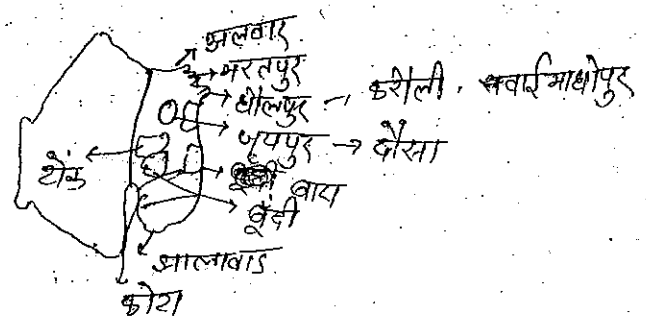 अलवार
भरतपुर
धौलपुर → करौली, सवाईमाधोपुर
जयपुर → दौसा
टोंक
बारा
बूंदी
झालावाड
कोटा